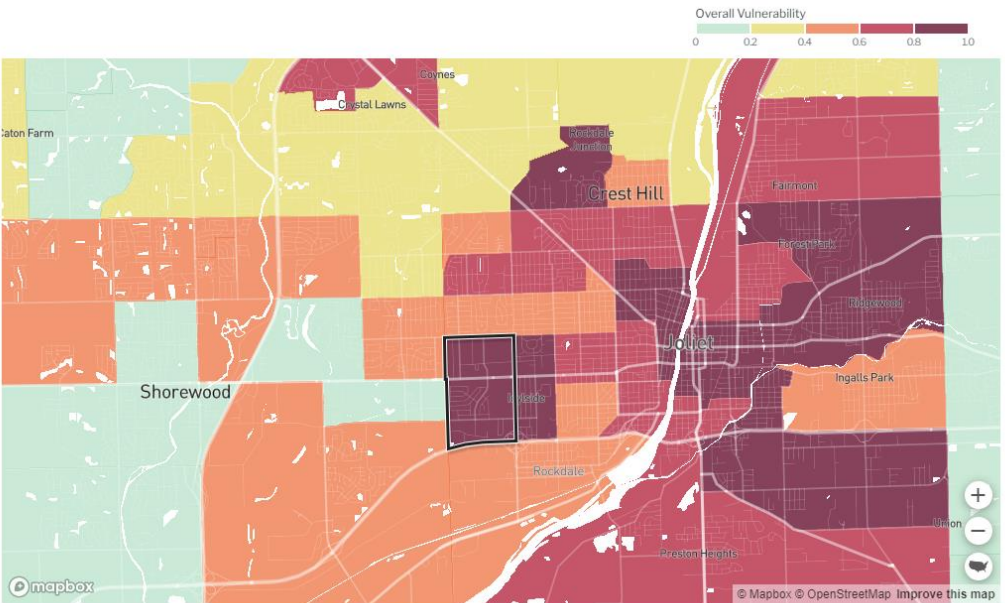 Overall Vulnerability
0 0.2 0.4 0.6 0.8 1.0
Coynes
Crystal Lawns
Caton Farm
Rockdale
Junction
Crest Hill
Fairmont
Forest Park
Ridgewood
Joliet
Ingalls Park
Shorewood
Rockdale
Union
Preston Heights
mapbox
© Mapbox © OpenStreetMap Improve this map